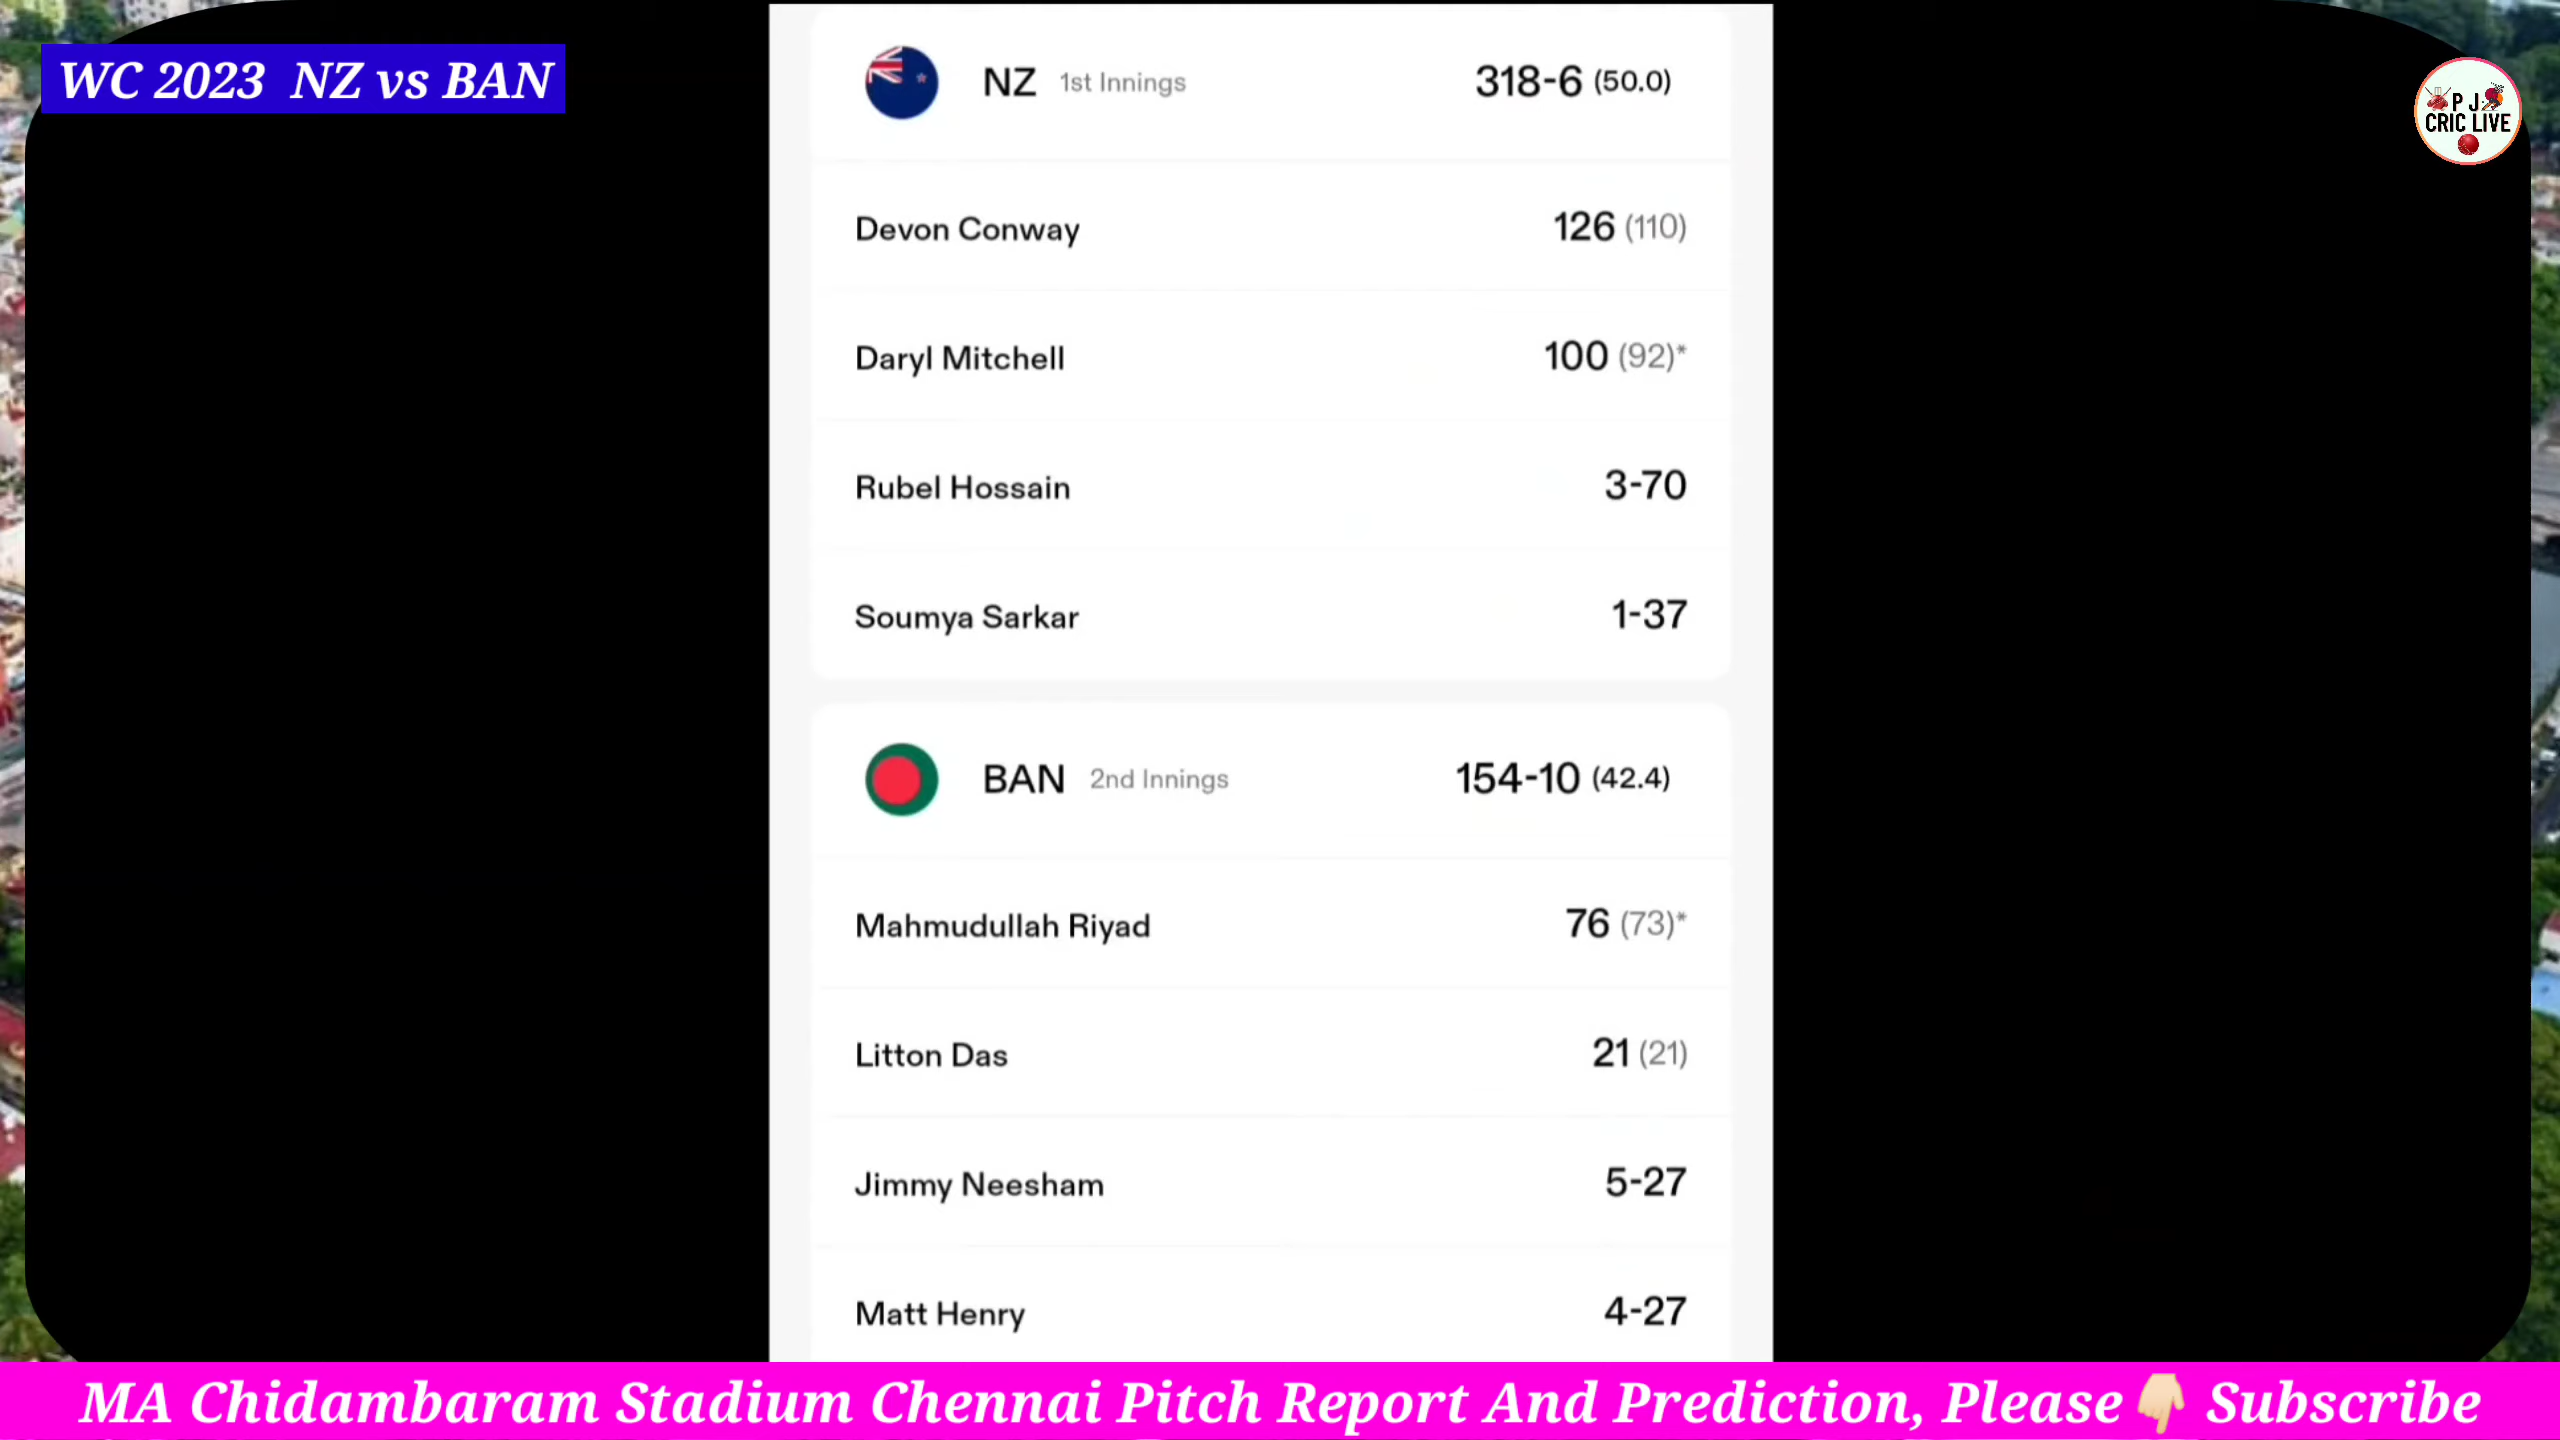 WC 2023 NZ vs BAN
P J
CRIC LIVE
NZ 1st Innings 318-6 (50.0)
Devon Conway 126 (110)
Daryl Mitchell 100 (92)*
Rubel Hossain 3-70
Soumya Sarkar 1-37
BAN 2nd Innings 154-10 (42.4)
Mahmudullah Riyad 76 (73)*
Litton Das 21 (21)
Jimmy Neesham 5-27
Matt Henry 4-27
MA Chidambaram Stadium Chennai Pitch Report And Prediction, Please👇🏻 Subscribe